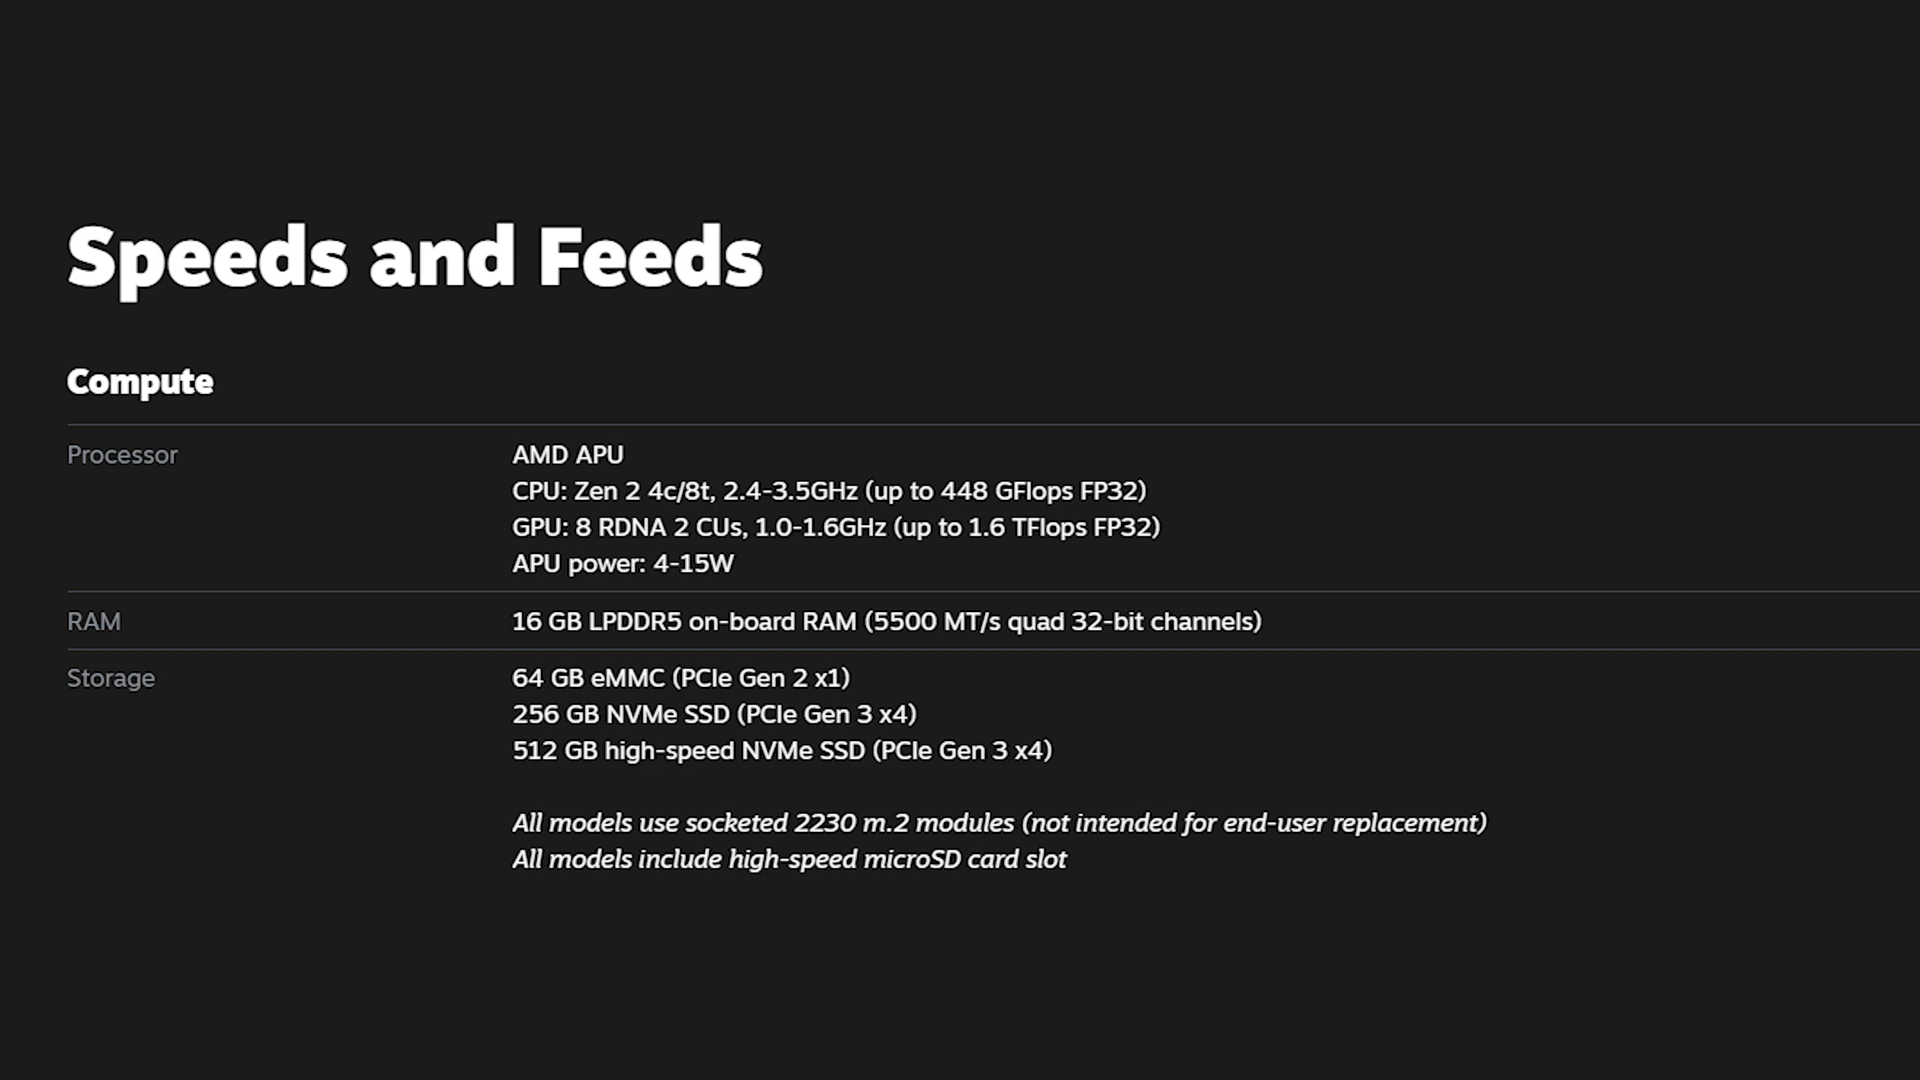 Speeds and Feeds
Compute
Processor
AMD APU
CPU: Zen 2 4c/8t, 2.4-3.5GHz (up to 448 GFlops FP32)
GPU: 8 RDNA 2 CUs, 1.0-1.6GHz (up to 1.6 TFlops FP32)
APU power: 4-15W
RAM
16 GB LPDDR5 on-board RAM (5500 MT/s quad 32-bit channels)
Storage
64 GB eMMC (PCIe Gen 2 x1)
256 GB NVMe SSD (PCIe Gen 3 x4)
512 GB high-speed NVMe SSD (PCIe Gen 3 x4)
All models use socketed 2230 m.2 modules (not intended for end-user replacement)
All models include high-speed microSD card slot